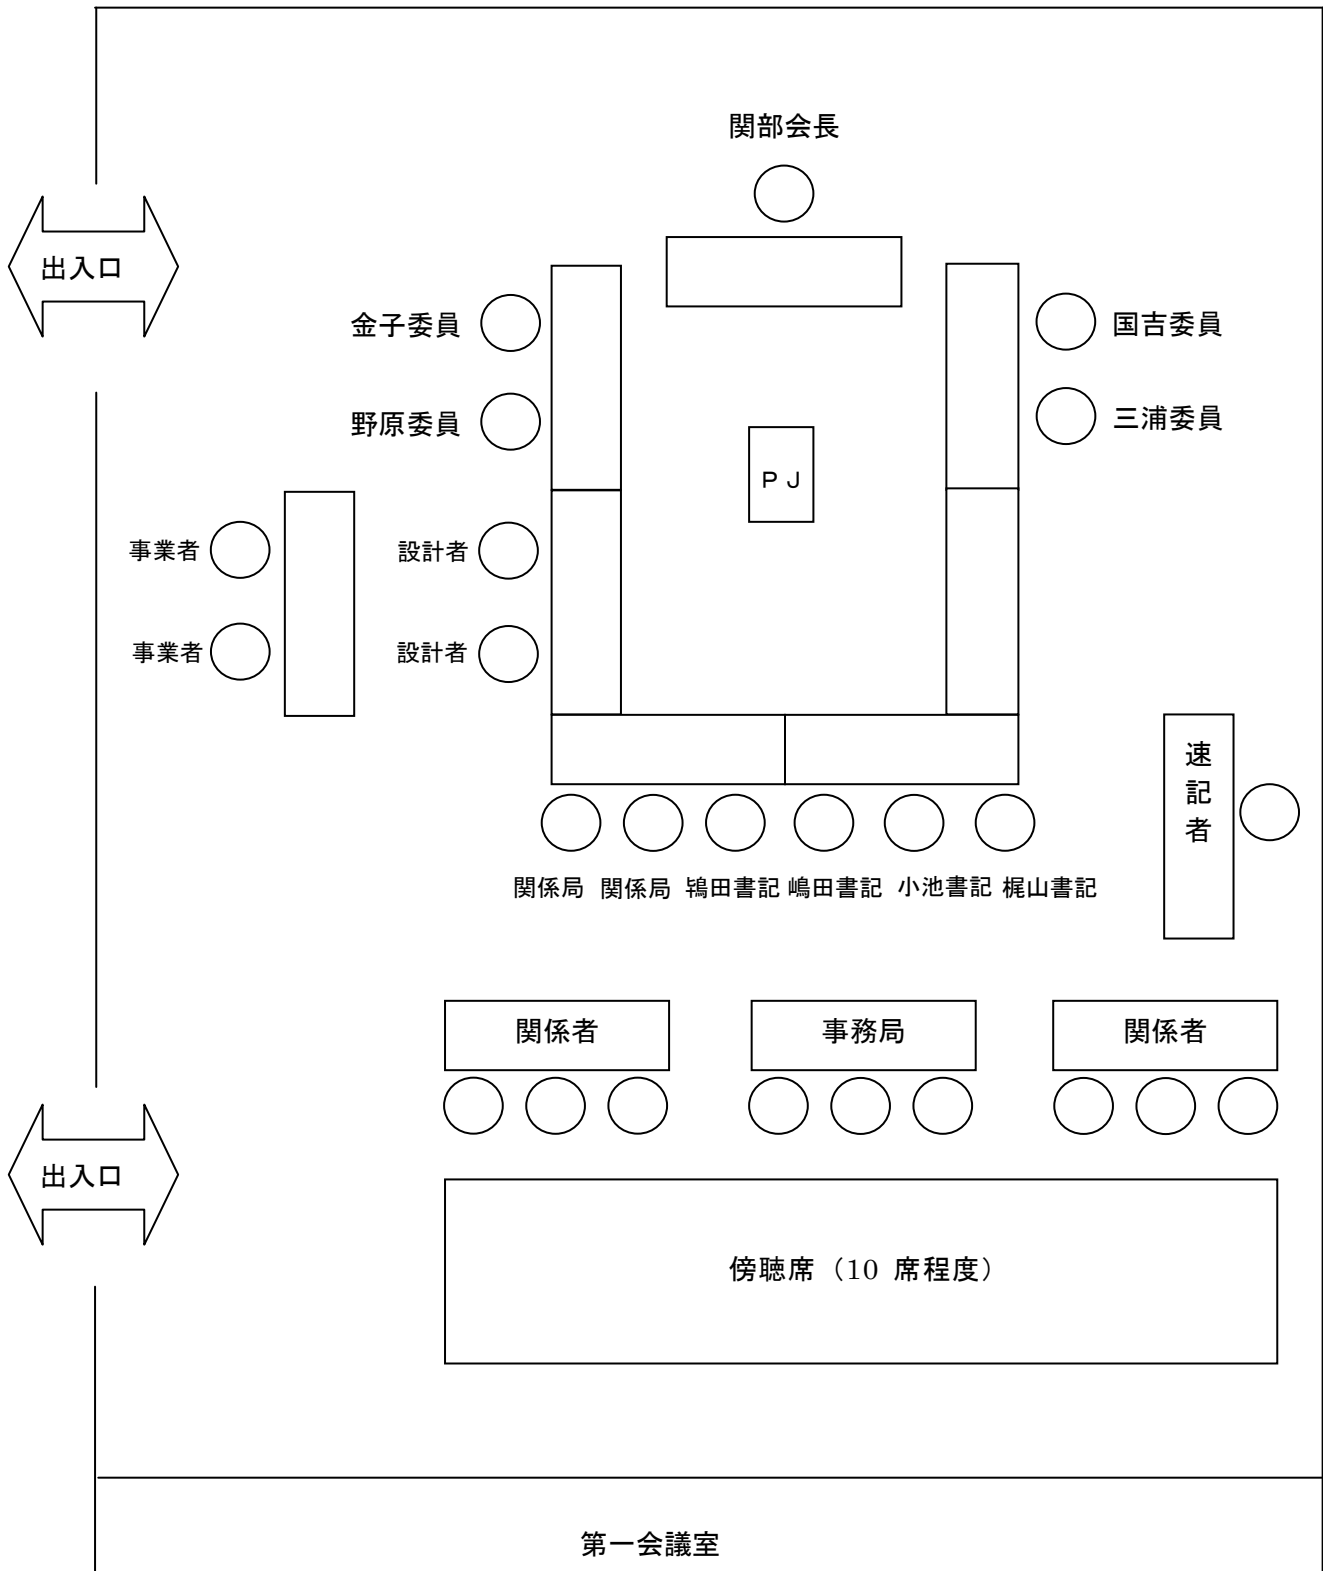 関部会長
出入口
金子委員
国吉委員
野原委員
三浦委員
ＰＪ
事業者
設計者
事業者
設計者
速記者
関係局
関係局
鴇田書記
嶋田書記
小池書記
梶山書記
関係者
事務局
関係者
出入口
傍聴席（10 席程度）
第一会議室